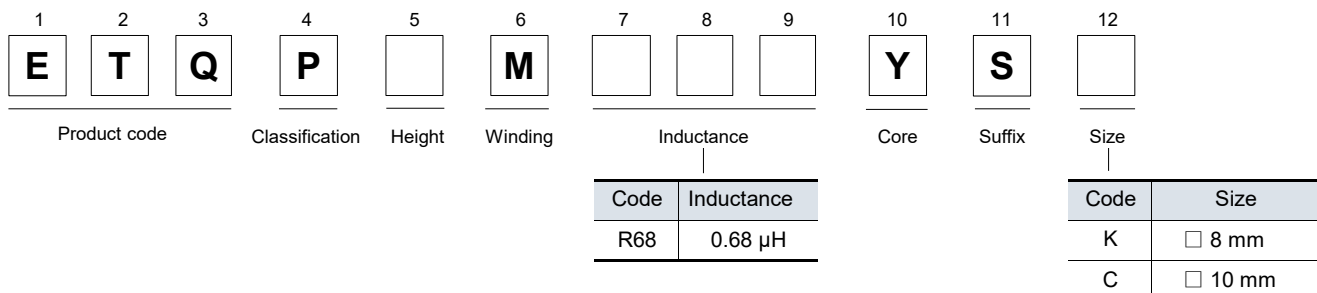 1 2 3 4 5 6 7 8 9 10 11 12
E T Q P M Y S
Product code Classification Height Winding Inductance Core Suffix Size
Code Inductance
R68 0.68 µH
Code Size
K □ 8 mm
C □ 10 mm